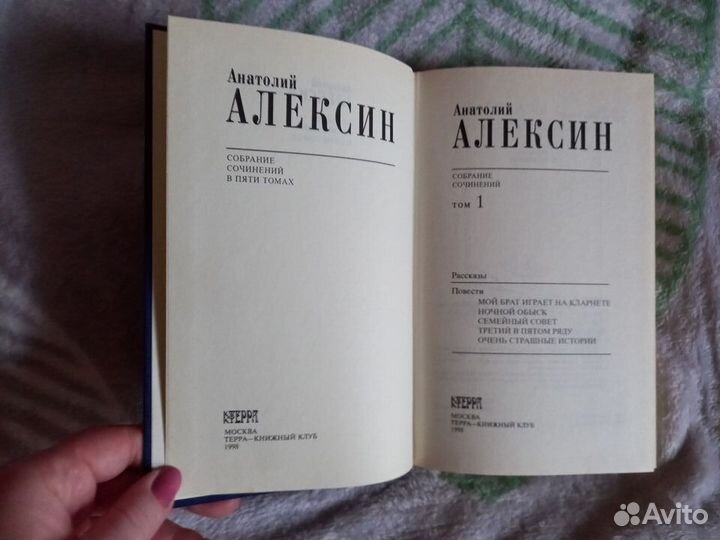 Анатолий
АЛЕКСИН
СОБРАНИЕ
СОЧИНЕНИЙ
В ПЯТИ ТОМАХ
ТЕРРА
МОСКВА
ТЕРРА—КНИЖНЫЙ КЛУБ
1998
Анатолий
АЛЕКСИН
СОБРАНИЕ
СОЧИНЕНИЙ
ТОМ 1
Рассказы
Повести
МОЙ БРАТ ИГРАЕТ НА КЛАРНЕТЕ
НОЧНОЙ ОБЫСК
СЕМЕЙНЫЙ СОВЕТ
ТРЕТИЙ В ПЯТОМ РЯДУ
ОЧЕНЬ СТРАШНЫЕ ИСТОРИИ
ТЕРРА
МОСКВА
ТЕРРА—КНИЖНЫЙ КЛУБ
1998
Avito